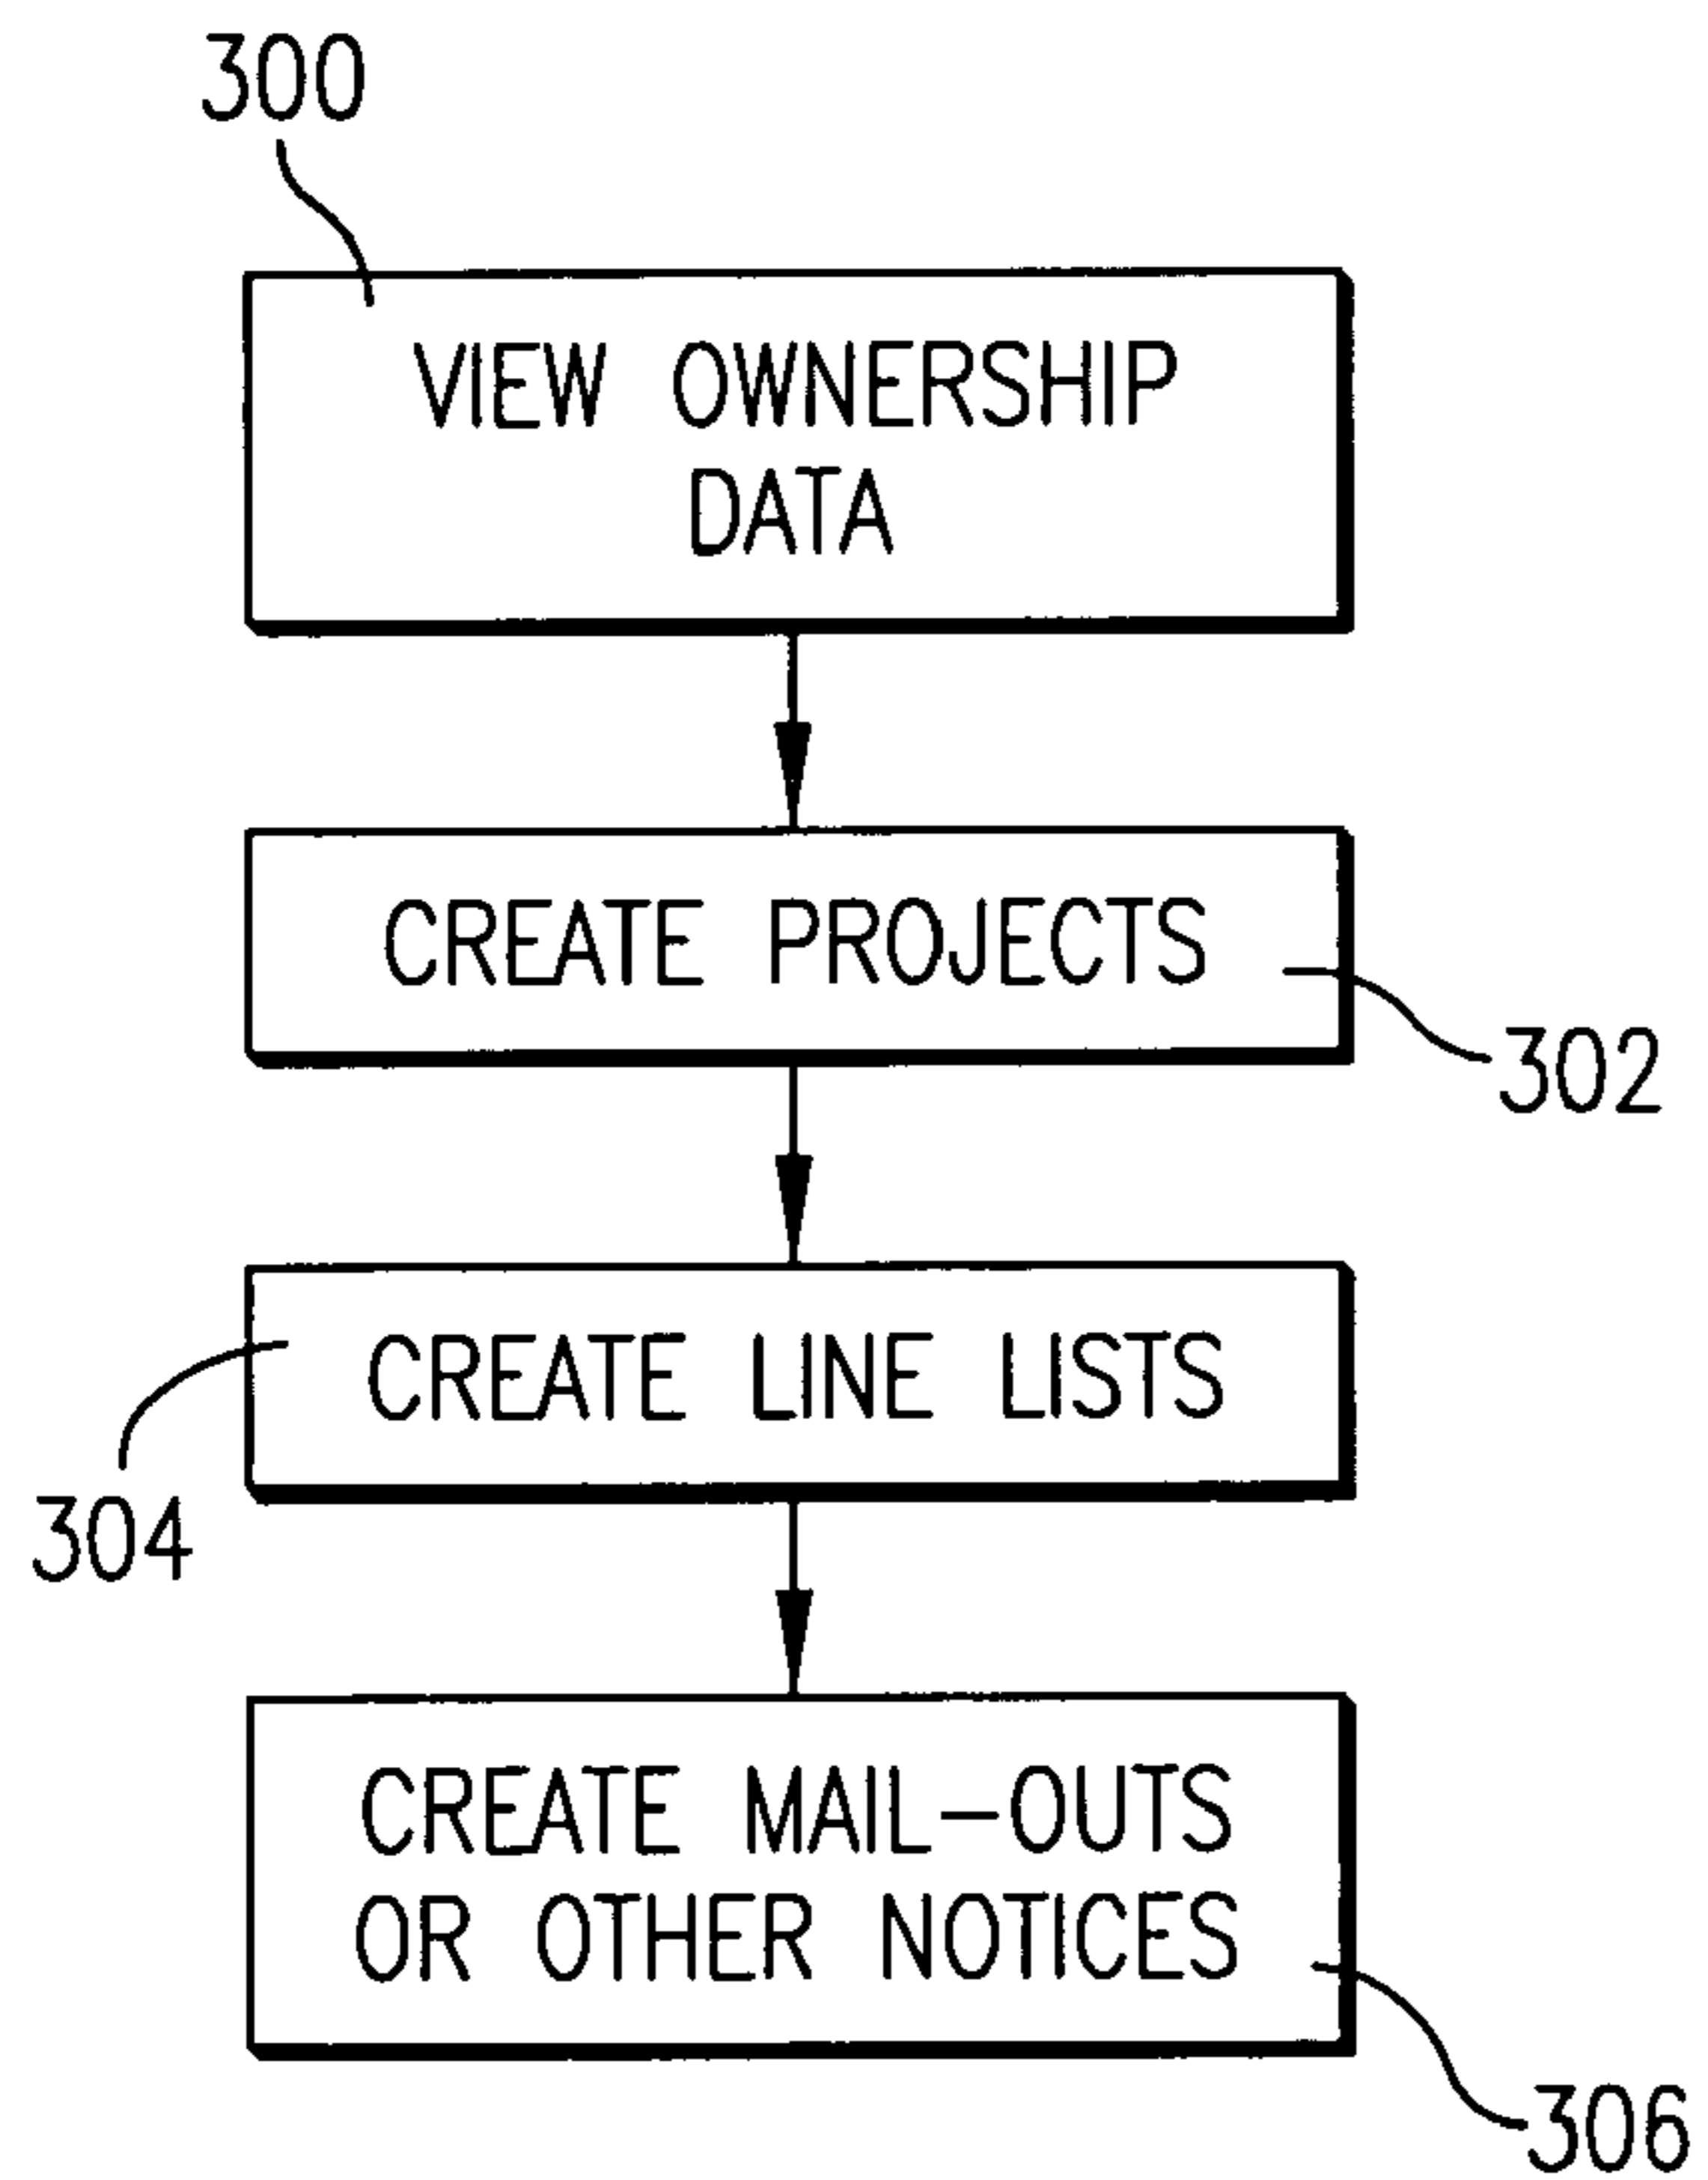 300
VIEW OWNERSHIP
DATA
CREATE PROJECTS
302
CREATE LINE LISTS
304
CREATE MAIL-OUTS
OR OTHER NOTICES
306